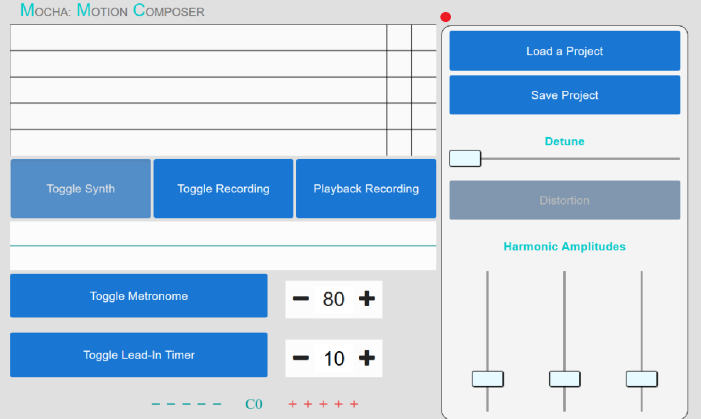 MOCHA: MOTION COMPOSER
Load a Project
Save Project
Detune
Toggle Synth
Toggle Recording
Playback Recording
Distortion
Harmonic Amplitudes
Toggle Metronome
− 80 +
Toggle Lead-In Timer
− 10 +
− − − − − C0 + + + + +